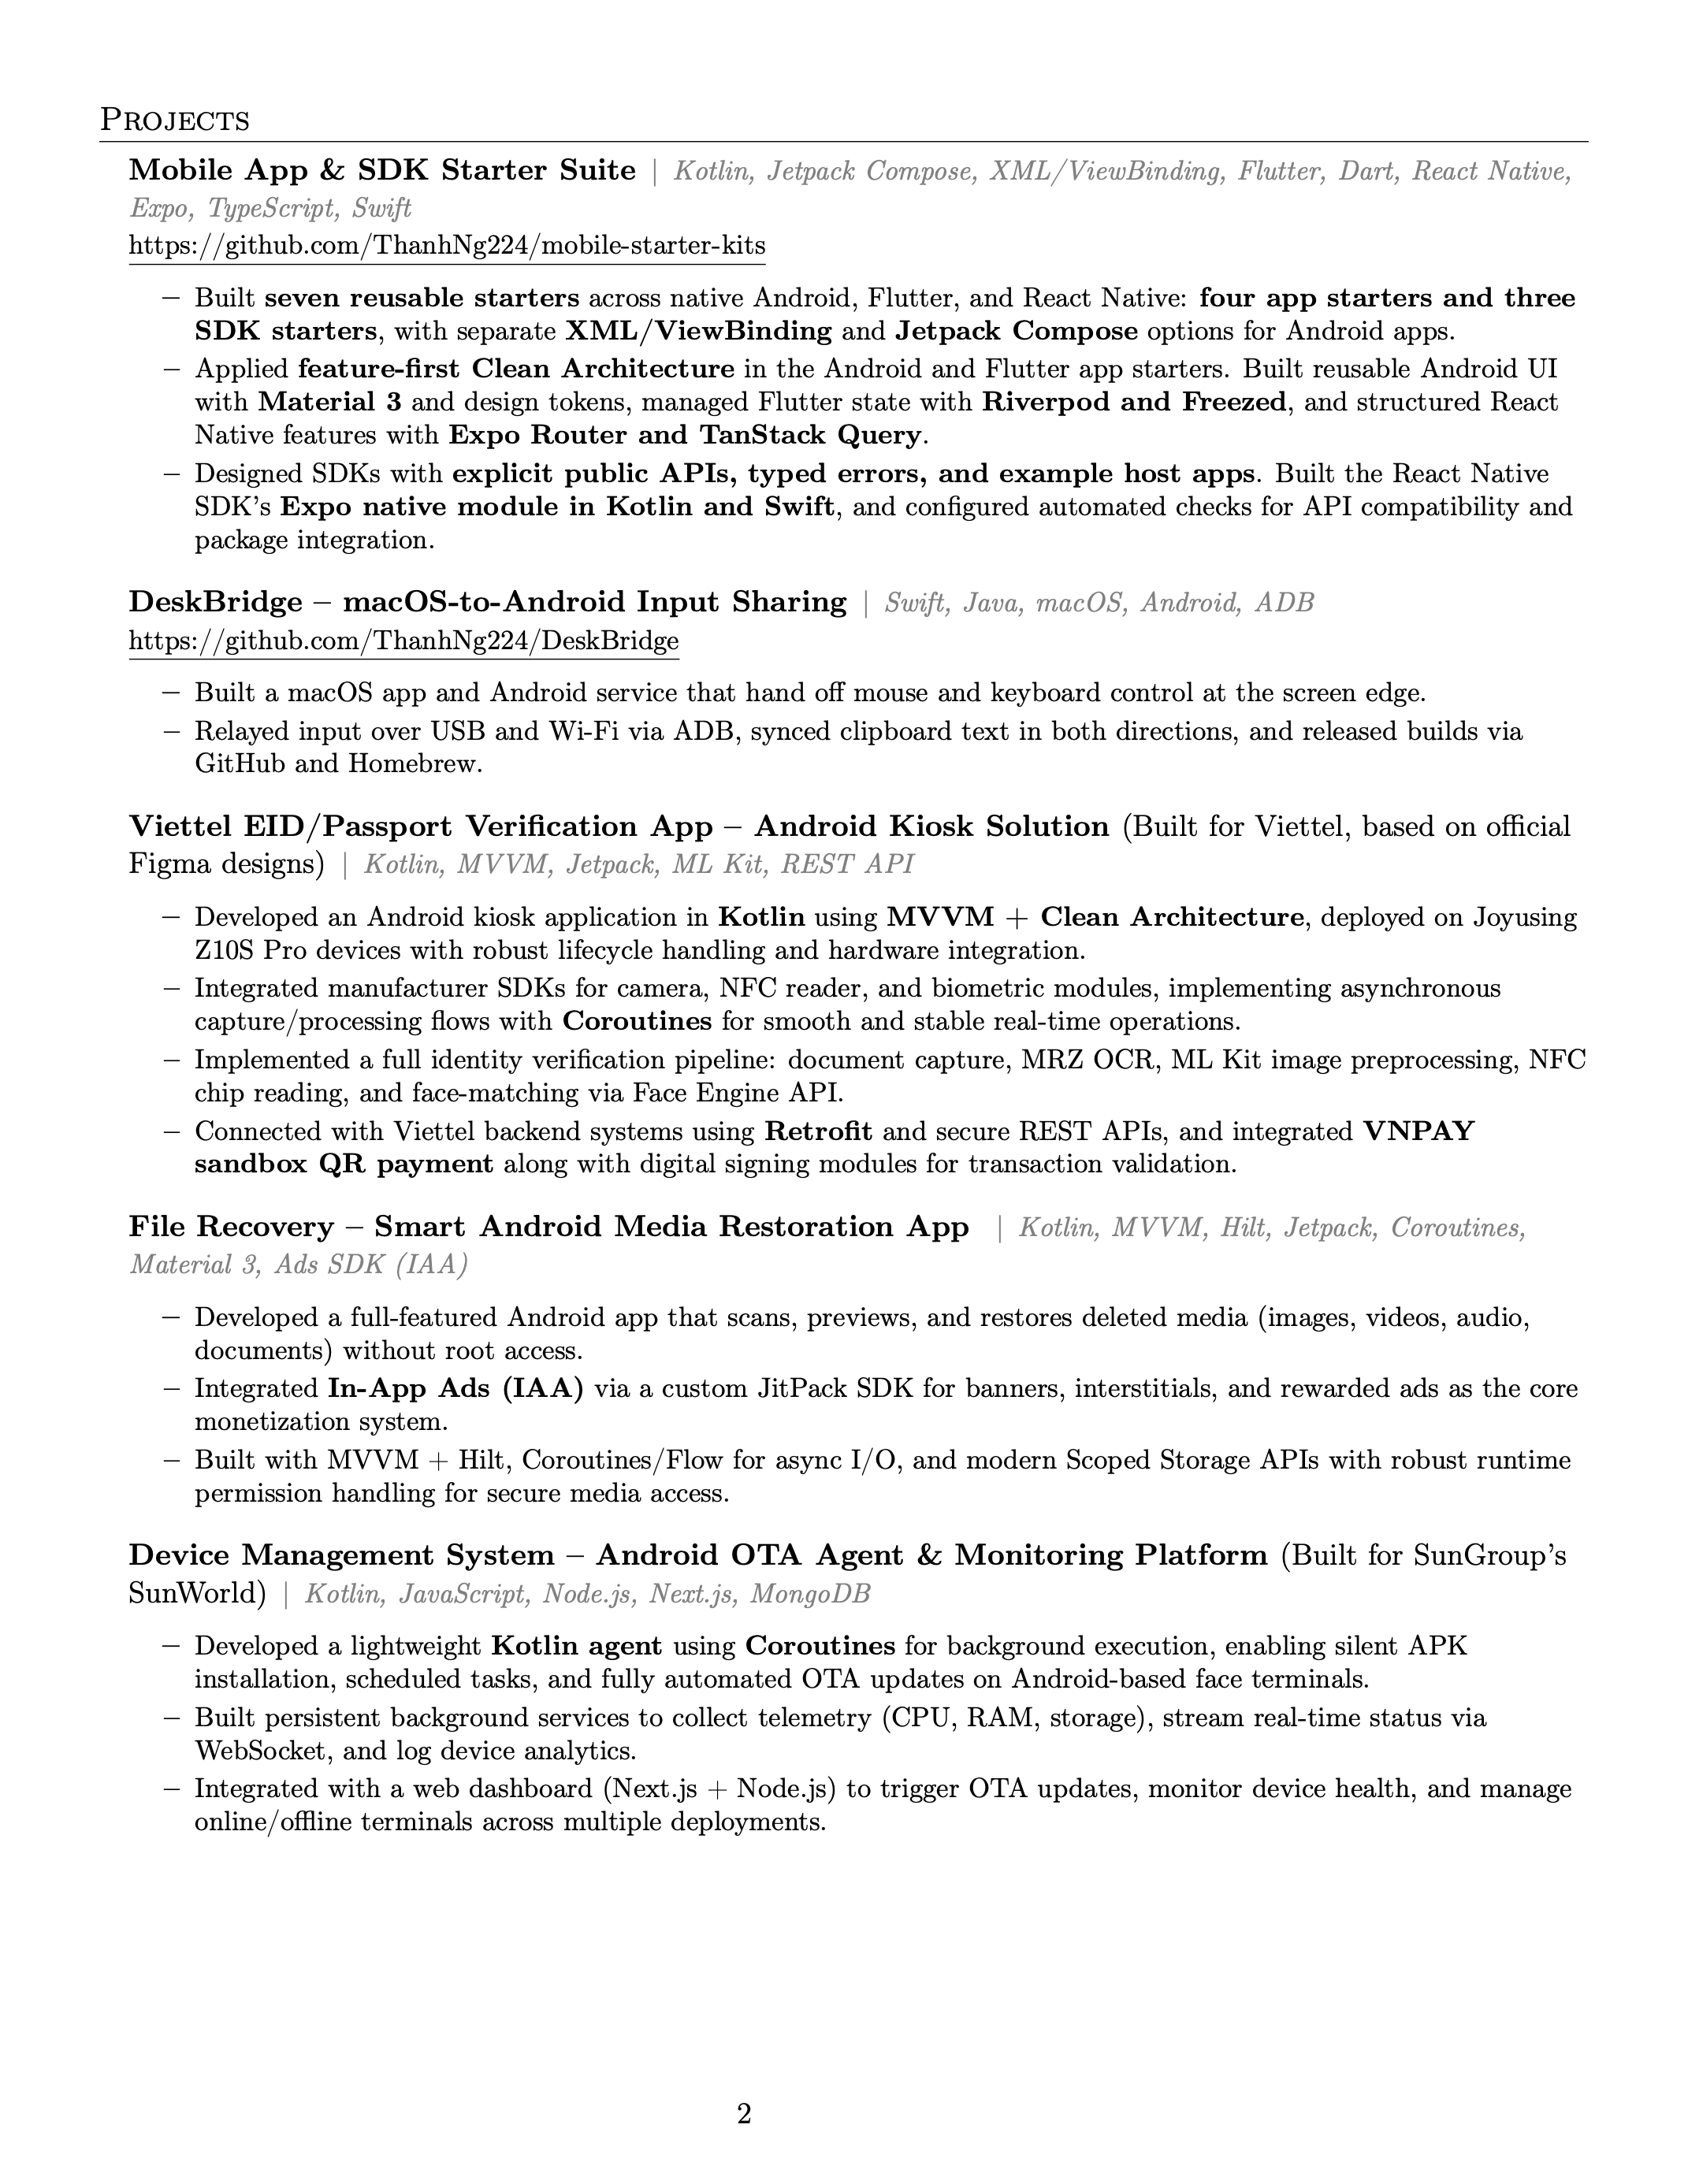 PROJECTS
Mobile App & SDK Starter Suite | Kotlin, Jetpack Compose, XML/ViewBinding, Flutter, Dart, React Native,
Expo, TypeScript, Swift
https://github.com/ThanhNg224/mobile-starter-kits
– Built seven reusable starters across native Android, Flutter, and React Native: four app starters and three
SDK starters, with separate XML/ViewBinding and Jetpack Compose options for Android apps.
– Applied feature-first Clean Architecture in the Android and Flutter app starters. Built reusable Android UI
with Material 3 and design tokens, managed Flutter state with Riverpod and Freezed, and structured React
Native features with Expo Router and TanStack Query.
– Designed SDKs with explicit public APIs, typed errors, and example host apps. Built the React Native
SDK's Expo native module in Kotlin and Swift, and configured automated checks for API compatibility and
package integration.
DeskBridge – macOS-to-Android Input Sharing | Swift, Java, macOS, Android, ADB
https://github.com/ThanhNg224/DeskBridge
– Built a macOS app and Android service that hand off mouse and keyboard control at the screen edge.
– Relayed input over USB and Wi-Fi via ADB, synced clipboard text in both directions, and released builds via
GitHub and Homebrew.
Viettel EID/Passport Verification App – Android Kiosk Solution (Built for Viettel, based on official
Figma designs) | Kotlin, MVVM, Jetpack, ML Kit, REST API
– Developed an Android kiosk application in Kotlin using MVVM + Clean Architecture, deployed on Joyusing
Z10S Pro devices with robust lifecycle handling and hardware integration.
– Integrated manufacturer SDKs for camera, NFC reader, and biometric modules, implementing asynchronous
capture/processing flows with Coroutines for smooth and stable real-time operations.
– Implemented a full identity verification pipeline: document capture, MRZ OCR, ML Kit image preprocessing, NFC
chip reading, and face-matching via Face Engine API.
– Connected with Viettel backend systems using Retrofit and secure REST APIs, and integrated VNPAY
sandbox QR payment along with digital signing modules for transaction validation.
File Recovery – Smart Android Media Restoration App | Kotlin, MVVM, Hilt, Jetpack, Coroutines,
Material 3, Ads SDK (IAA)
– Developed a full-featured Android app that scans, previews, and restores deleted media (images, videos, audio,
documents) without root access.
– Integrated In-App Ads (IAA) via a custom JitPack SDK for banners, interstitials, and rewarded ads as the core
monetization system.
– Built with MVVM + Hilt, Coroutines/Flow for async I/O, and modern Scoped Storage APIs with robust runtime
permission handling for secure media access.
Device Management System – Android OTA Agent & Monitoring Platform (Built for SunGroup's
SunWorld) | Kotlin, JavaScript, Node.js, Next.js, MongoDB
– Developed a lightweight Kotlin agent using Coroutines for background execution, enabling silent APK
installation, scheduled tasks, and fully automated OTA updates on Android-based face terminals.
– Built persistent background services to collect telemetry (CPU, RAM, storage), stream real-time status via
WebSocket, and log device analytics.
– Integrated with a web dashboard (Next.js + Node.js) to trigger OTA updates, monitor device health, and manage
online/offline terminals across multiple deployments.
2